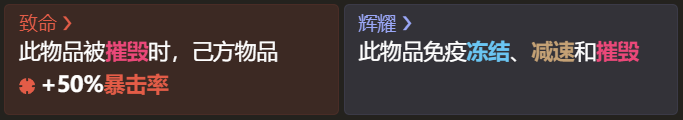 致命
此物品被摧毁时，己方物品
+50%暴击率
辉耀
此物品免疫冻结、减速和摧毁